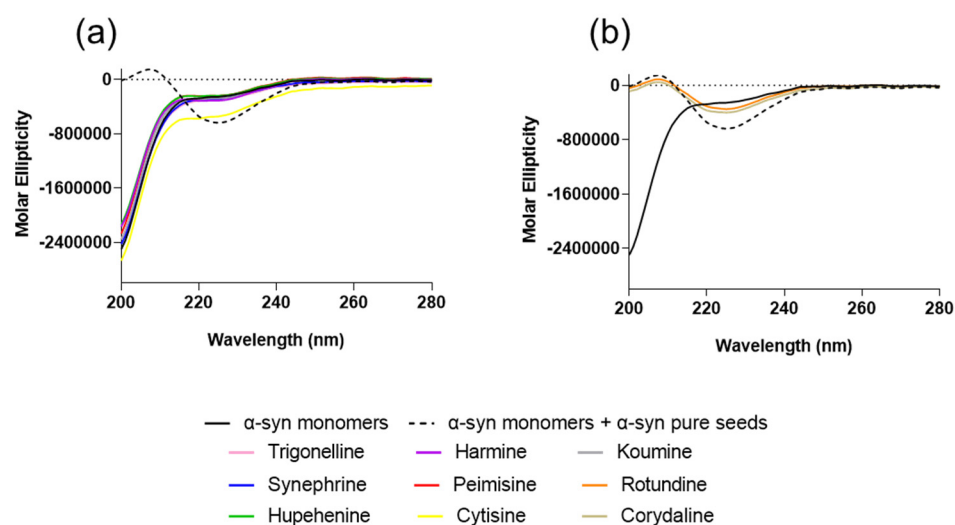 (a)
(b)
Molar Ellipticity
0
-800000
-1600000
-2400000
200 220 240 260 280
Wavelength (nm)
Molar Ellipticity
0
-800000
-1600000
-2400000
200 220 240 260 280
Wavelength (nm)
α-syn monomers α-syn monomers + α-syn pure seeds
Trigonelline Harmine Koumine
Synephrine Peimisine Rotundine
Hupehenine Cytisine Corydaline